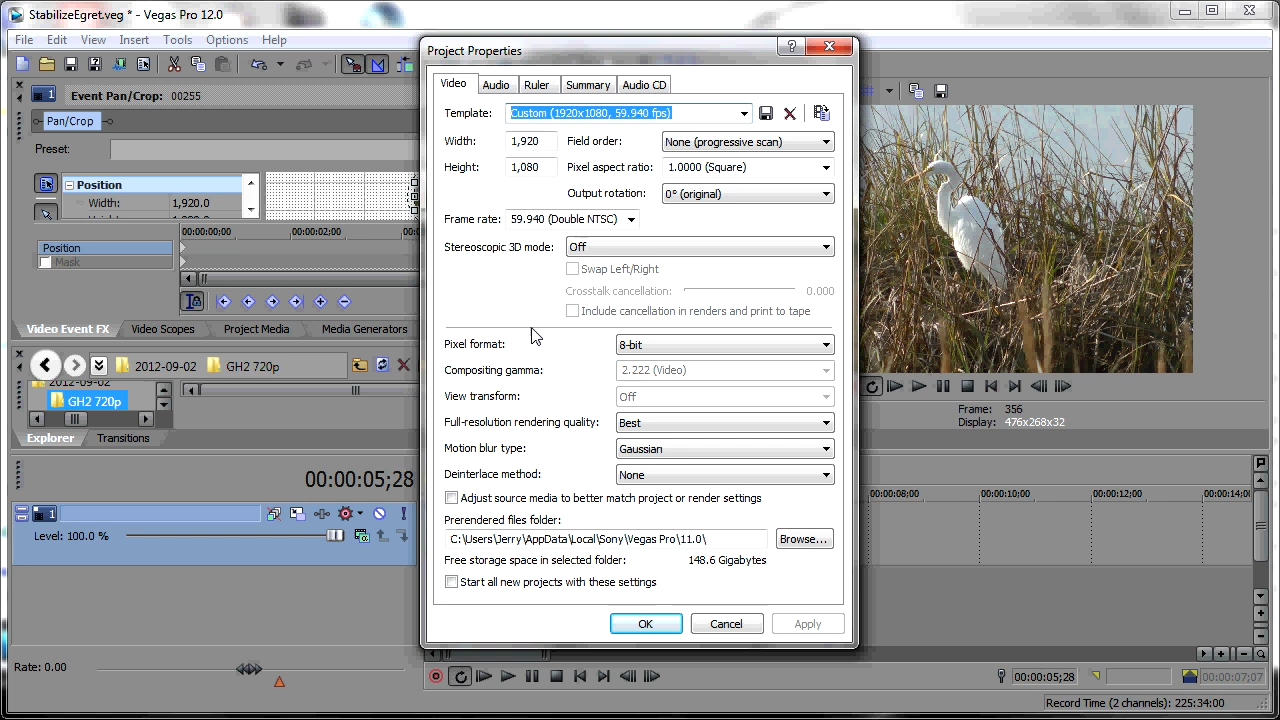 StabilizeEgret.veg * - Vegas Pro 12.0
File Edit View Insert Tools Options Help
1 Event Pan/Crop: 00255
Pan/Crop
Preset:
Position
Width: 1,920.0
00:00:00;00 00:00:02;00
Position
Mask
Video Event FX Video Scopes Project Media Media Generators
2012-09-02 GH2 720p
2012-09-02
GH2 720p
Explorer Transitions
00:00:05;28
1
Level: 100.0 %
Rate: 0.00
Project Properties
Video Audio Ruler Summary Audio CD
Template: Custom (1920x1080, 59.940 fps)
Width: 1,920 Field order: None (progressive scan)
Height: 1,080 Pixel aspect ratio: 1.0000 (Square)
Output rotation: 0° (original)
Frame rate: 59.940 (Double NTSC)
Stereoscopic 3D mode: Off
Swap Left/Right
Crosstalk cancellation: 0.000
Include cancellation in renders and print to tape
Pixel format: 8-bit
Compositing gamma: 2.222 (Video)
View transform: Off
Full-resolution rendering quality: Best
Motion blur type: Gaussian
Deinterlace method: None
Adjust source media to better match project or render settings
Prerendered files folder:
C:\Users\Jerry\AppData\Local\Sony\Vegas Pro\11.0\ Browse...
Free storage space in selected folder: 148.6 Gigabytes
Start all new projects with these settings
OK Cancel Apply
Frame: 356
Display: 476x268x32
00:00:08;00 00:00:10;00 00:00:12;00 00:00:14;0
00:00:05;28 00:00:07;07
Record Time (2 channels): 225:34:00